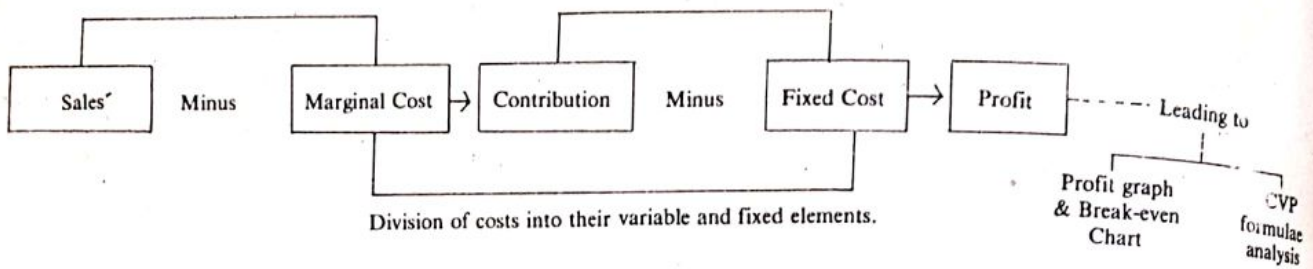 Sales Minus Marginal Cost Contribution Minus Fixed Cost Profit Leading to
Profit graph
& Break-even
Chart
CVP
formulae
analysis
Division of costs into their variable and fixed elements.